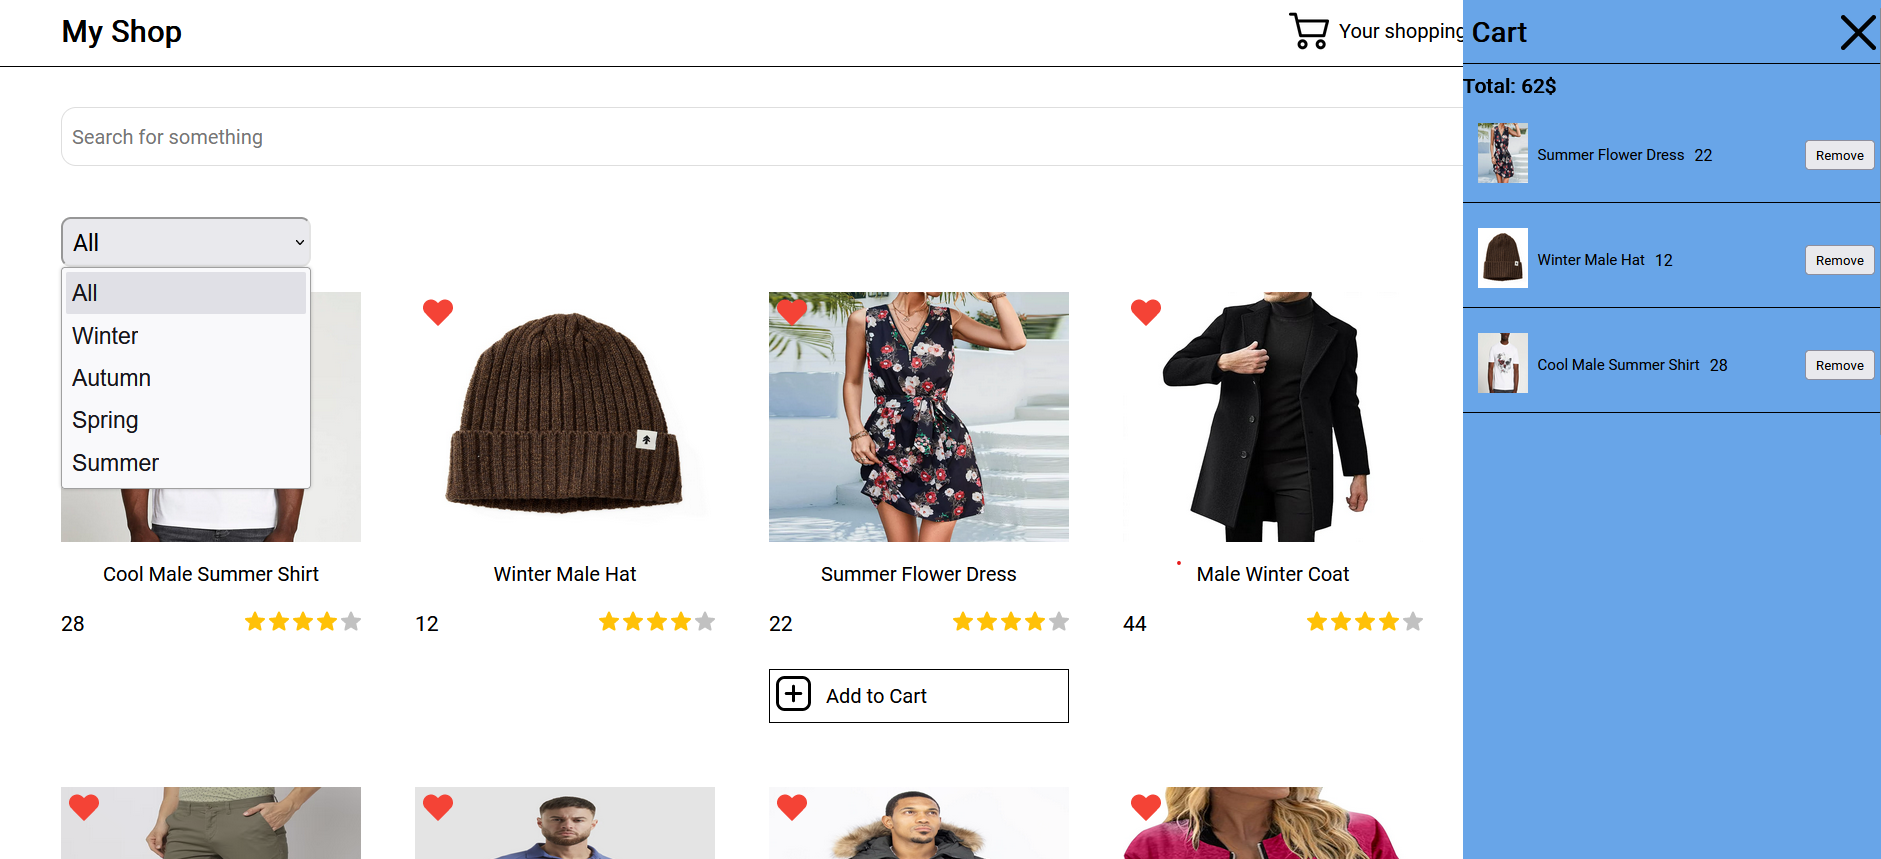 My Shop
Your shopping
Search for something
All
All
Winter
Autumn
Spring
Summer
Cool Male Summer Shirt
28
Winter Male Hat
12
Summer Flower Dress
22
Add to Cart
Male Winter Coat
44
Cart
Total: 62$
Summer Flower Dress 22
Remove
Winter Male Hat 12
Remove
Cool Male Summer Shirt 28
Remove